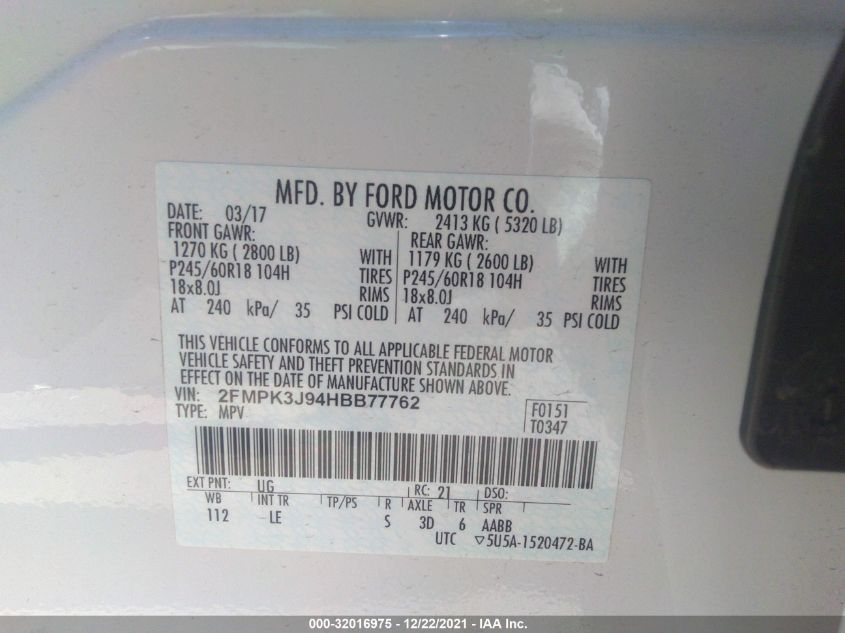 MFD. BY FORD MOTOR CO.
DATE: 03/17 GVWR: 2413 KG ( 5320 LB)
FRONT GAWR: REAR GAWR:
1270 KG ( 2800 LB) WITH 1179 KG ( 2600 LB) WITH
P245/60R18 104H TIRES P245/60R18 104H TIRES
18x8.0J RIMS 18x8.0J RIMS
AT 240 kPa/ 35 PSI COLD AT 240 kPa/ 35 PSI COLD
THIS VEHICLE CONFORMS TO ALL APPLICABLE FEDERAL MOTOR
VEHICLE SAFETY AND THEFT PREVENTION STANDARDS IN
EFFECT ON THE DATE OF MANUFACTURE SHOWN ABOVE.
VIN: 2FMPK3J94HBB77762
TYPE: MPV
F0151
T0347
EXT PNT: UG RC: 21 DSO:
WB INT TR TP/PS R AXLE TR SPR
112 LE S 3D 6 AABB
UTC ▽5U5A-1520472-BA
000-32016975 - 12/22/2021 - IAA Inc.